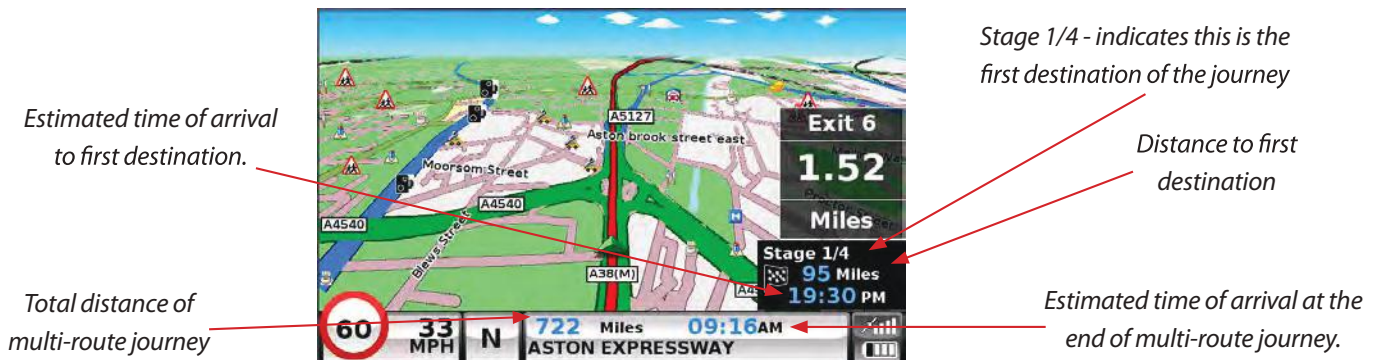 Stage 1/4 - indicates this is the
first destination of the journey
Estimated time of arrival
to first destination.
Distance to first
destination
Total distance of
multi-route journey
Estimated time of arrival at the
end of multi-route journey.
A5127
Aston brook street east
Moorsom Street
A4540
A4540
Blews Street
A38(M)
Exit 6
1.52
Miles
Stage 1/4
95 Miles
19:30 PM
60
33
MPH
N
722 Miles 09:16AM
ASTON EXPRESSWAY